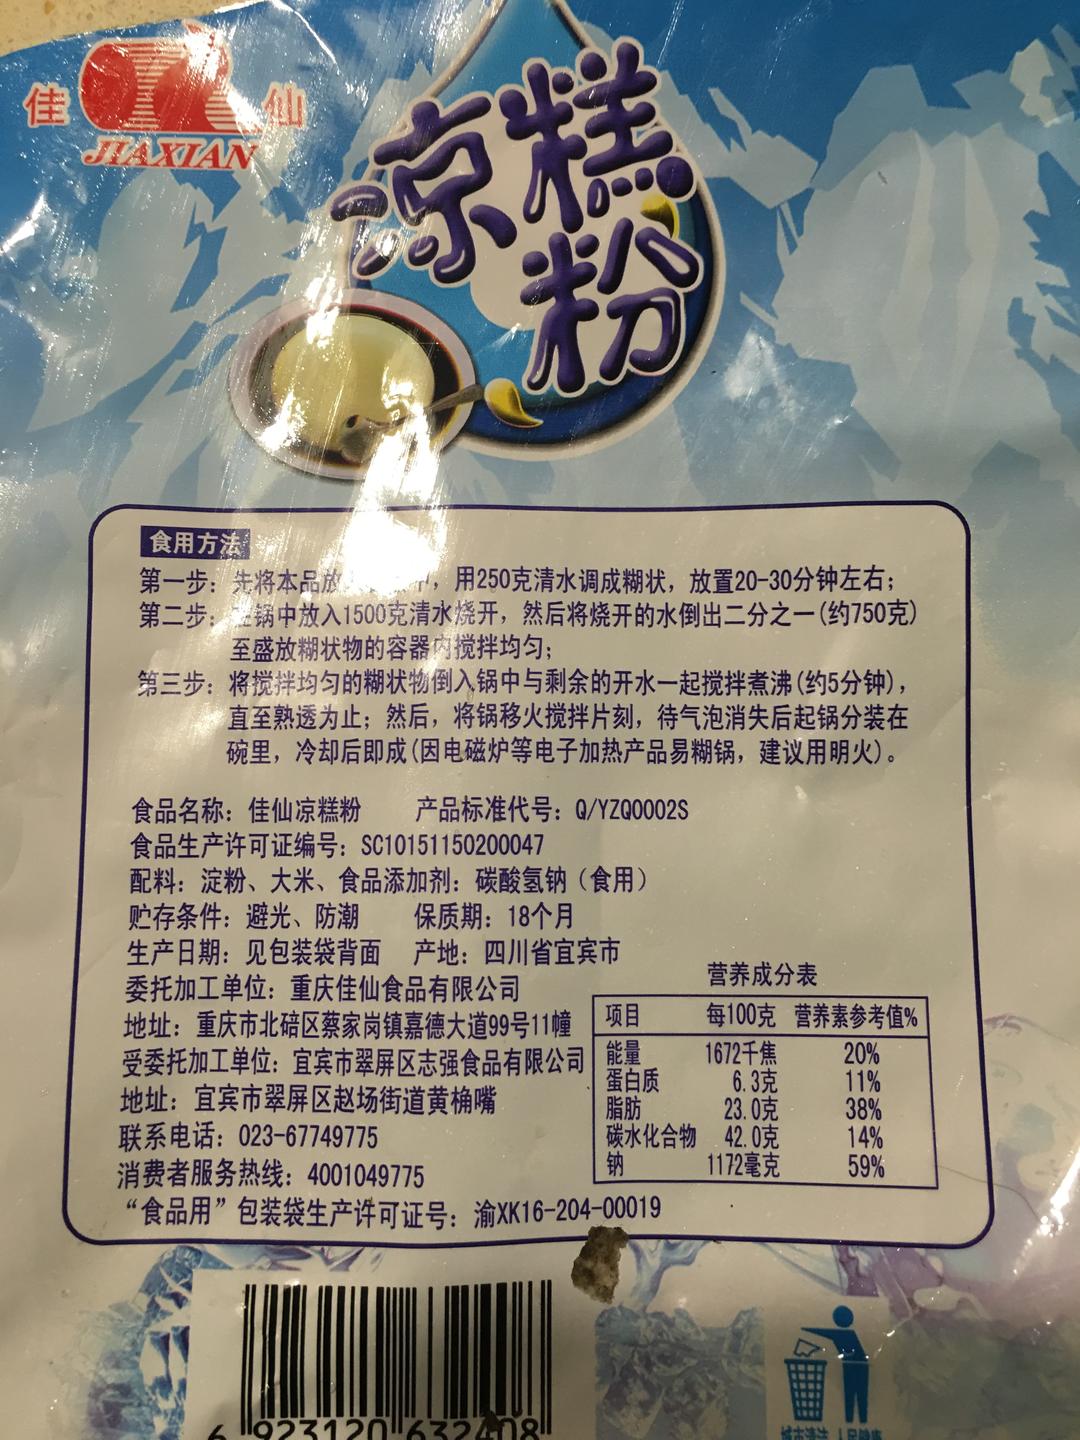 佳 仙
JIAXIAN
凉糕
粉
食用方法
第一步：先将本品放 中，用250克清水调成糊状，放置20-30分钟左右；
第二步：在锅中放入1500克清水烧开，然后将烧开的水倒出二分之一(约750克)
至盛放糊状物的容器内搅拌均匀；
第三步：将搅拌均匀的糊状物倒入锅中与剩余的开水一起搅拌煮沸(约5分钟)，
直至熟透为止；然后，将锅移火搅拌片刻，待气泡消失后起锅分装在
碗里，冷却后即成(因电磁炉等电子加热产品易糊锅，建议用明火)。
食品名称：佳仙凉糕粉 产品标准代号：Q/YZQ0002S
食品生产许可证编号：SC10151150200047
配料：淀粉、大米、食品添加剂：碳酸氢钠（食用）
贮存条件：避光、防潮 保质期：18个月
生产日期：见包装袋背面 产地：四川省宜宾市
委托加工单位：重庆佳仙食品有限公司
地址：重庆市北碚区蔡家岗镇嘉德大道99号11幢
受委托加工单位：宜宾市翠屏区志强食品有限公司
地址：宜宾市翠屏区赵场街道黄桷嘴
联系电话：023-67749775
消费者服务热线：4001049775
“食品用”包装袋生产许可证号：渝XK16-204-00019
营养成分表
项目 每100克 营养素参考值%
能量 1672千焦 20%
蛋白质 6.3克 11%
脂肪 23.0克 38%
碳水化合物 42.0克 14%
钠 1172毫克 59%
6 923120 632408